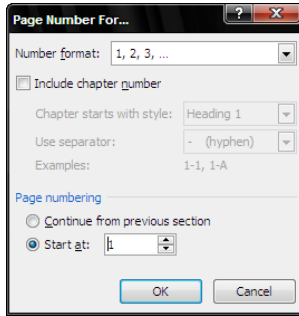 Page Number For...
Number format: 1, 2, 3, ...
Include chapter number
Chapter starts with style: Heading 1
Use separator: - (hyphen)
Examples: 1-1, 1-A
Page numbering
Continue from previous section
Start at: 1
OK Cancel